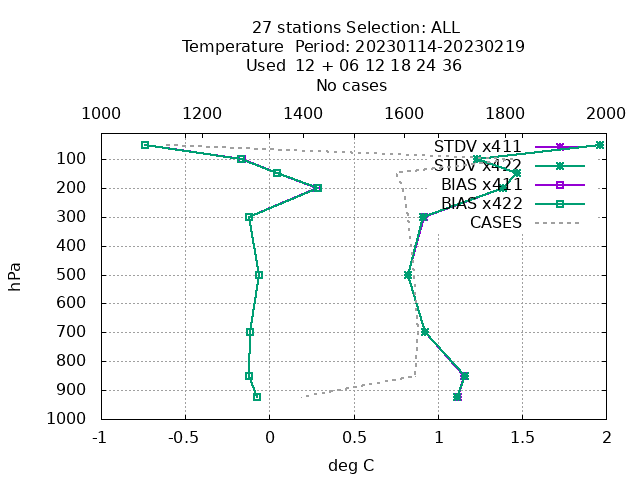 27 stations Selection: ALL
Temperature  Period: 20230114-20230219
Used  12 + 06 12 18 24 36
No cases
1000 1200 1400 1600 1800 2000
STDV x411
STDV x422
BIAS x411
BIAS x422
CASES
100
200
300
400
500
600
700
800
900
1000
hPa
-1 -0.5 0 0.5 1 1.5 2
deg C